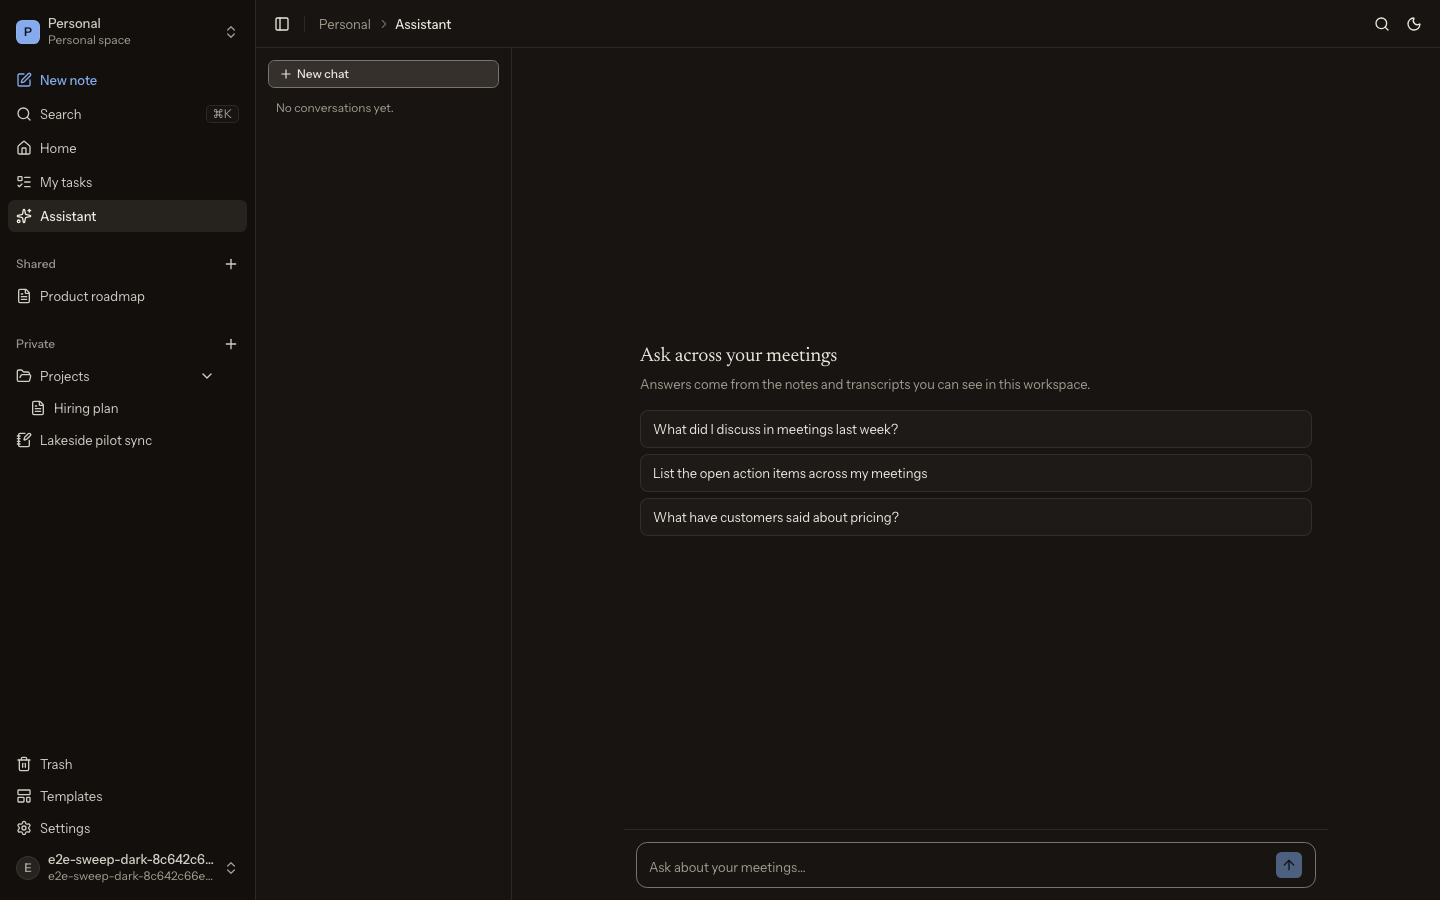 P
Personal
Personal space
New note
Search
⌘K
Home
My tasks
Assistant
Shared
Product roadmap
Private
Projects
Hiring plan
Lakeside pilot sync
Trash
Templates
Settings
E
e2e-sweep-dark-8c642c6...
e2e-sweep-dark-8c642c66e...
Personal
Assistant
New chat
No conversations yet.
Ask across your meetings
Answers come from the notes and transcripts you can see in this workspace.
What did I discuss in meetings last week?
List the open action items across my meetings
What have customers said about pricing?
Ask about your meetings...